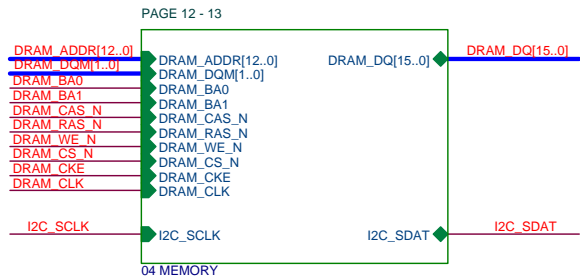 PAGE 12 - 13
DRAM_ADDR[12..0] DRAM_ADDR[12..0] DRAM_DQ[15..0] DRAM_DQ[15..0]
DRAM_DQM[1..0] DRAM_DQM[1..0]
DRAM_BA0 DRAM_BA0
DRAM_BA1 DRAM_BA1
DRAM_CAS_N DRAM_CAS_N
DRAM_RAS_N DRAM_RAS_N
DRAM_WE_N DRAM_WE_N
DRAM_CS_N DRAM_CS_N
DRAM_CKE DRAM_CKE
DRAM_CLK DRAM_CLK
I2C_SCLK I2C_SCLK I2C_SDAT I2C_SDAT
04 MEMORY